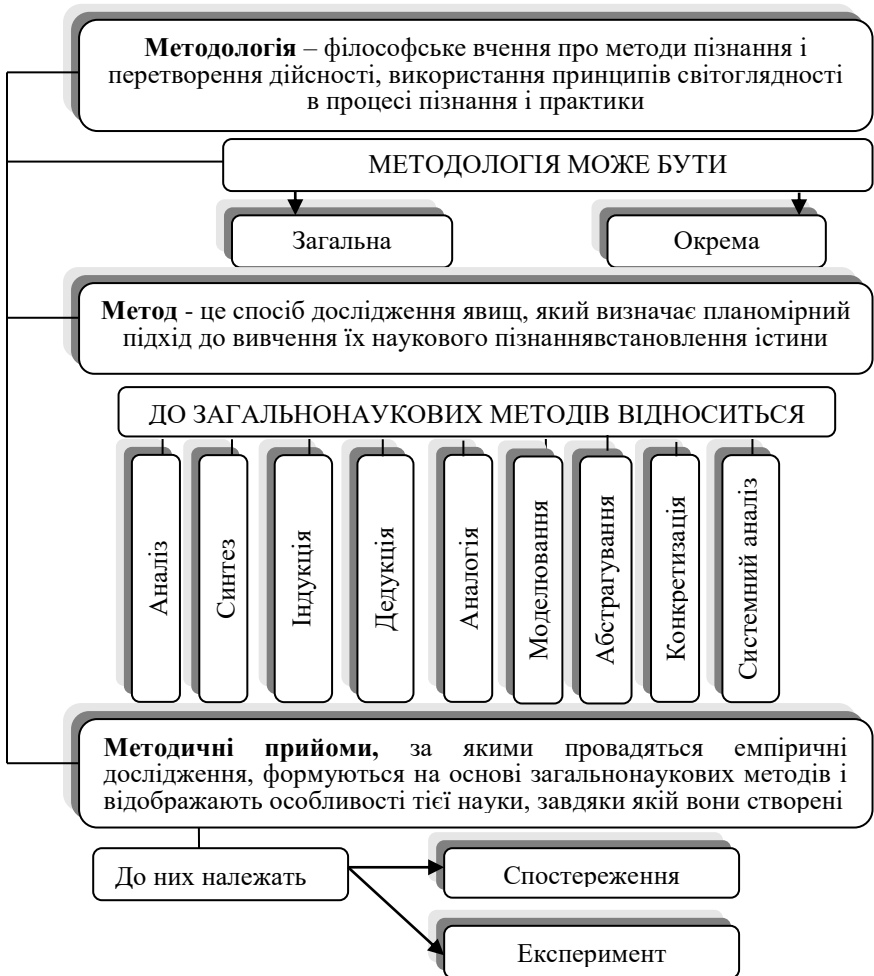 Методологія – філософське вчення про методи пізнання і
перетворення дійсності, використання принципів світоглядності
в процесі пізнання і практики
МЕТОДОЛОГІЯ МОЖЕ БУТИ
Загальна
Окрема
Метод - це спосіб дослідження явищ, який визначає планомірний
підхід до вивчення їх наукового пізнаннявстановлення істини
ДО ЗАГАЛЬНОНАУКОВИХ МЕТОДІВ ВІДНОСИТЬСЯ
Аналіз
Синтез
Індукція
Дедукція
Аналогія
Моделювання
Абстрагування
Конкретизація
Системний аналіз
Методичні прийоми, за якими провадяться емпіричні
дослідження, формуються на основі загальнонаукових методів і
відображають особливості тієї науки, завдяки якій вони створені
До них належать
Спостереження
Експеримент